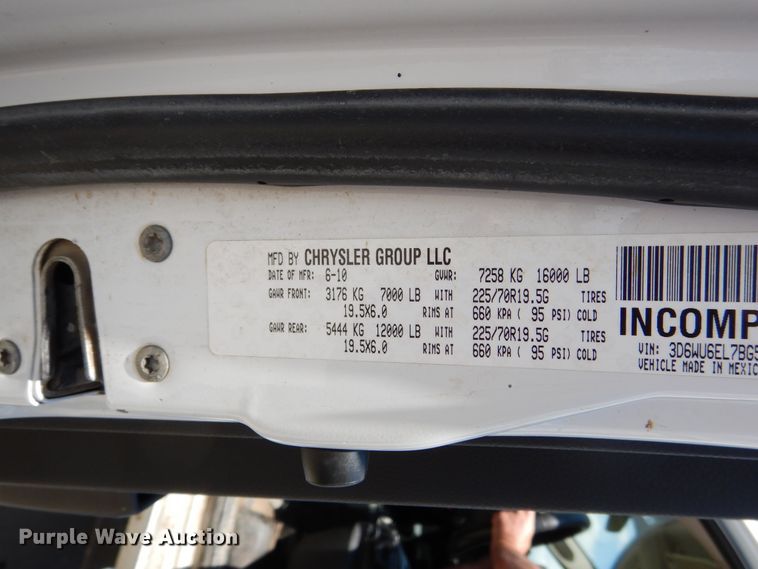 MFD BY CHRYSLER GROUP LLC
DATE OF MFR: 6-10 GVWR: 7258 KG 16000 LB
GAWR FRONT: 3176 KG 7000 LB WITH 225/70R19.5G TIRES
19.5X6.0 RIMS AT 660 KPA ( 95 PSI) COLD
GAWR REAR: 5444 KG 12000 LB WITH 225/70R19.5G TIRES
19.5X6.0 RIMS AT 660 KPA ( 95 PSI) COLD
INCOMP
VIN: 3D6WU6EL7BG5
VEHICLE MADE IN MEXIC
Purple Wave Auction